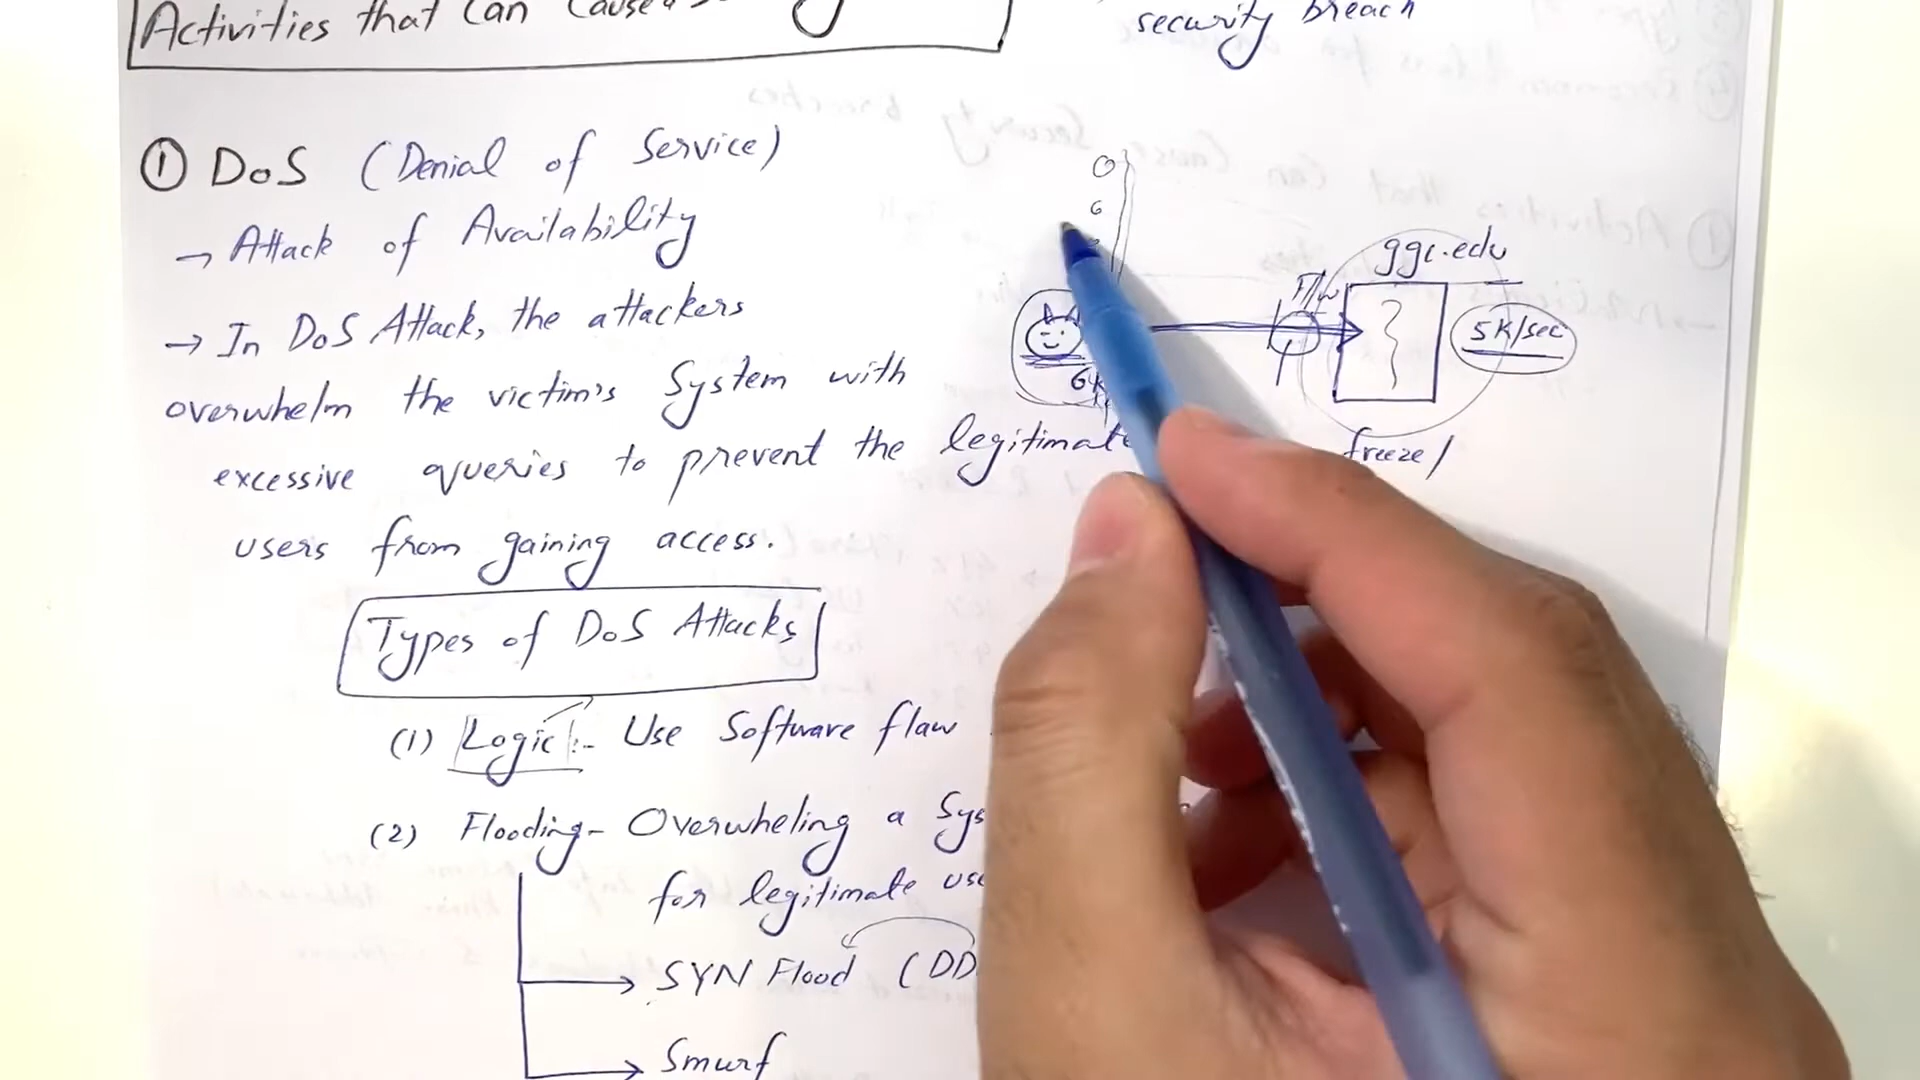 Activities that Can Cause a
security breach
① DoS (Denial of Service)
→ Attack of Availability
→ In DoS Attack, the attackers
overwhelm the victim's System with
excessive queries to prevent the legitimate
users from gaining access.
ggc.edu
F/w
5K/sec
6K
freeze/
Types of DoS Attacks
(1) Logic :- Use Software flaw
(2) Flooding - Overwheling a Sys
for legitimate use
SYN Flood (DD
Smurf